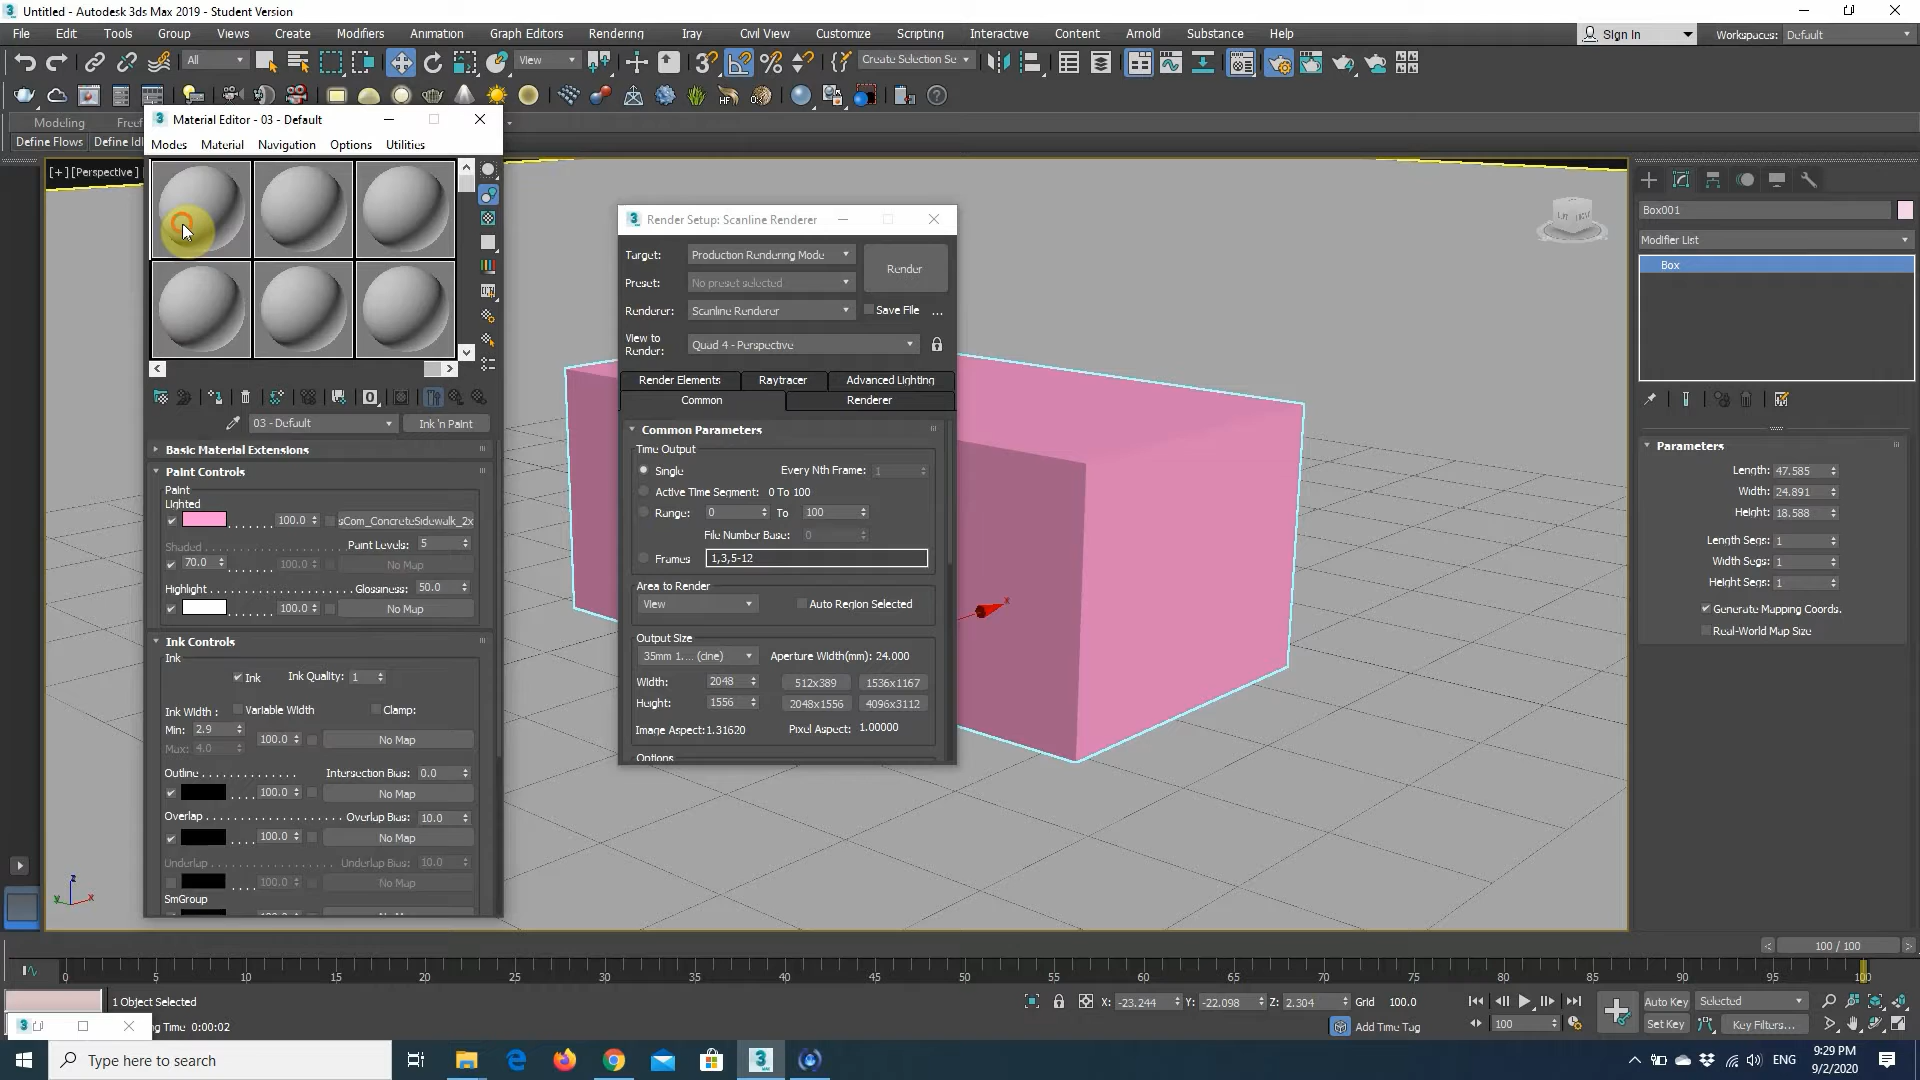 Untitled - Autodesk 3ds Max 2019 - Student Version
File Edit Tools Group Views Create Modifiers Animation Graph Editors Rendering Iray Civil View Customize Scripting Interactive Content Arnold Substance Help
Sign In
Workspaces: Default
All
View
Create Selection Se
Modeling
Define Flows
[+] [Perspective]
Material Editor - 03 - Default
Modes Material Navigation Options Utilities
03 - Default
Ink 'n Paint
Basic Material Extensions
Paint Controls
Paint
Lighted
100.0
sCom_ConcreteSidewalk_2x
Shaded
Paint Levels: 5
70.0
100.0
No Map
Highlight
Glossiness: 50.0
100.0
No Map
Ink Controls
Ink
Ink
Ink Quality: 1
Ink Width :
Variable Width
Clamp:
Min: 2.9
100.0
No Map
Max: 4.0
Outline
Intersection Bias: 0.0
100.0
No Map
Overlap
Overlap Bias: 10.0
100.0
No Map
Underlap
Underlap Bias: 10.0
100.0
No Map
SmGroup
Render Setup: Scanline Renderer
Target: Production Rendering Mode
Render
Preset: No preset selected
Renderer: Scanline Renderer
Save File
...
View to Render: Quad 4 - Perspective
Render Elements Raytracer Advanced Lighting
Common Renderer
Common Parameters
Time Output
Single
Every Nth Frame: 1
Active Time Segment: 0 To 100
Range: 0 To 100
File Number Base: 0
Frames 1,3,5-12
Area to Render
View
Auto Region Selected
Output Size
35mm 1.... (cine)
Aperture Width(mm): 24.000
Width: 2048
512x389
1536x1167
Height: 1556
2048x1556
4096x3112
Image Aspect: 1.31620
Pixel Aspect: 1.00000
Options
x
Box001
Modifier List
Box
Parameters
Length: 47.585
Width: 24.891
Height: 18.588
Length Segs: 1
Width Segs: 1
Height Segs: 1
Generate Mapping Coords.
Real-World Map Size
z
y x
100 / 100
0 5 10 15 20 25 30 35 40 45 50 55 60 65 70 75 80 85 90 95 100
1 Object Selected
X: -23.244 Y: -22.098 Z: 2.304 Grid 100.0
Auto Key Selected
ng Time 0:00:02
Add Time Tag
100
Set Key Key Filters...
Type here to search
ENG
9:29 PM
9/2/2020